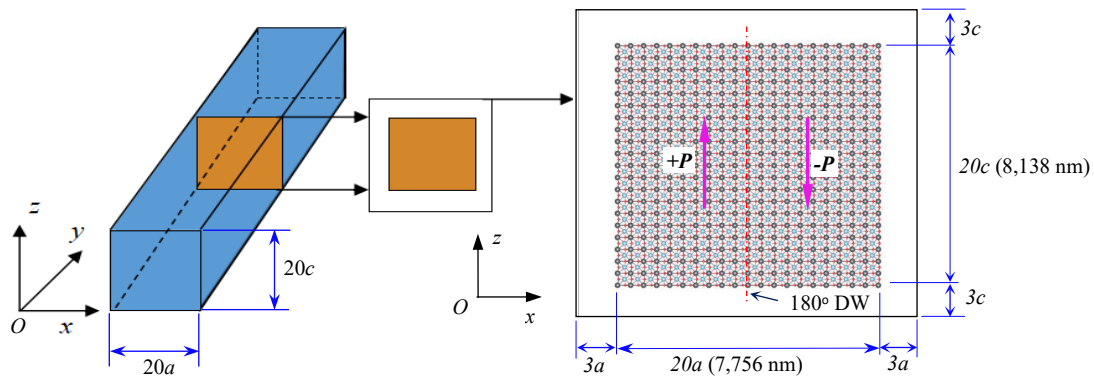 z
y
O
x
20c
20a
z
O
x
3c
+P
-P
20c (8,138 nm)
180° DW
3c
3a
20a (7,756 nm)
3a